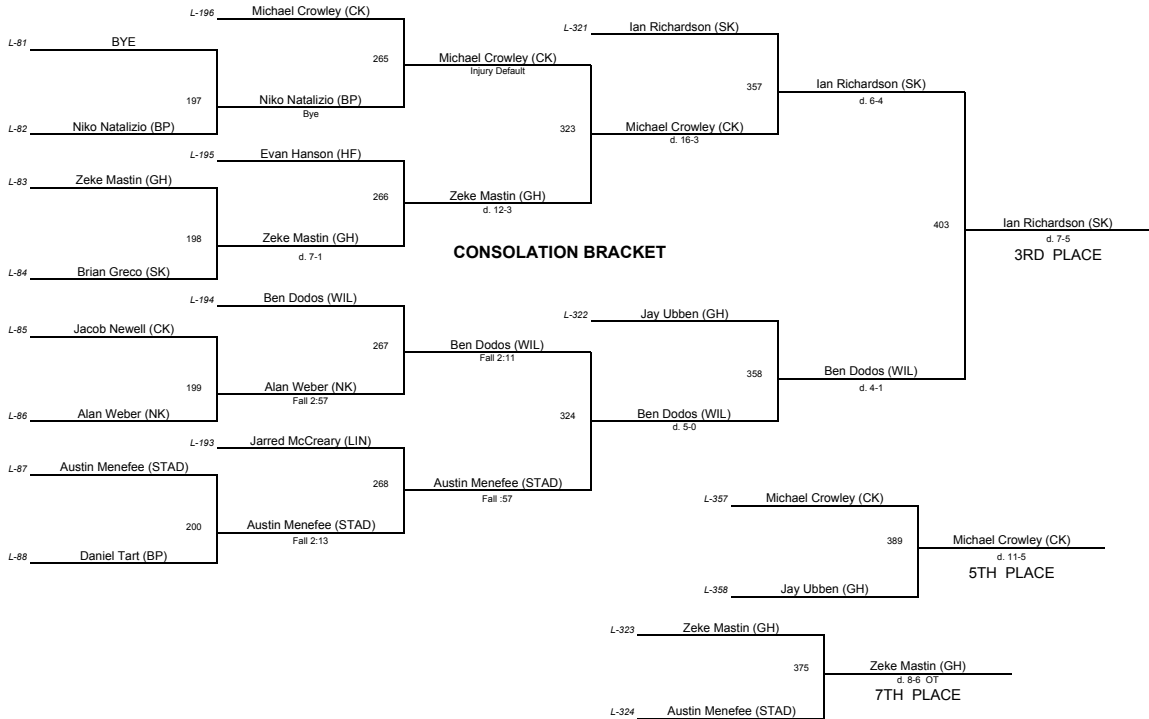 L-196 Michael Crowley (CK)
L-81 BYE
265
Michael Crowley (CK)
Injury Default
197
Niko Natalizio (BP)
Bye
L-82 Niko Natalizio (BP)
L-321 Ian Richardson (SK)
357
Ian Richardson (SK)
d. 6-4
323
Michael Crowley (CK)
d. 16-3
L-195 Evan Hanson (HF)
L-83 Zeke Mastin (GH)
266
Zeke Mastin (GH)
d. 12-3
198
Zeke Mastin (GH)
d. 7-1
L-84 Brian Greco (SK)
CONSOLATION BRACKET
403
Ian Richardson (SK)
d. 7-5
3RD PLACE
L-194 Ben Dodos (WIL)
L-85 Jacob Newell (CK)
267
Ben Dodos (WIL)
Fall 2:11
199
Alan Weber (NK)
Fall 2:57
L-86 Alan Weber (NK)
L-322 Jay Ubben (GH)
358
Ben Dodos (WIL)
d. 4-1
324
Ben Dodos (WIL)
d. 5-0
L-193 Jarred McCreary (LIN)
L-87 Austin Menefee (STAD)
268
Austin Menefee (STAD)
Fall :57
200
Austin Menefee (STAD)
Fall 2:13
L-88 Daniel Tart (BP)
L-357 Michael Crowley (CK)
389
Michael Crowley (CK)
d. 11-5
5TH PLACE
L-358 Jay Ubben (GH)
L-323 Zeke Mastin (GH)
375
Zeke Mastin (GH)
d. 8-6 OT
7TH PLACE
L-324 Austin Menefee (STAD)